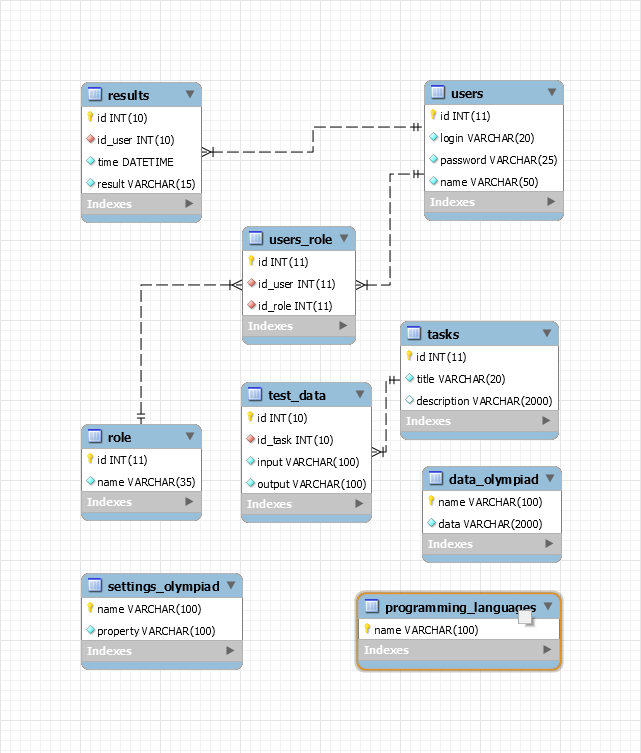 results
id INT(10)
id_user INT(10)
time DATETIME
result VARCHAR(15)
Indexes
users
id INT(11)
login VARCHAR(20)
password VARCHAR(25)
name VARCHAR(50)
Indexes
users_role
id INT(11)
id_user INT(11)
id_role INT(11)
Indexes
tasks
id INT(11)
title VARCHAR(20)
description VARCHAR(2000)
Indexes
test_data
id INT(10)
id_task INT(10)
input VARCHAR(100)
output VARCHAR(100)
Indexes
role
id INT(11)
name VARCHAR(35)
Indexes
data_olympiad
name VARCHAR(100)
data VARCHAR(2000)
Indexes
settings_olympiad
name VARCHAR(100)
property VARCHAR(100)
Indexes
programming_languages
name VARCHAR(100)
Indexes